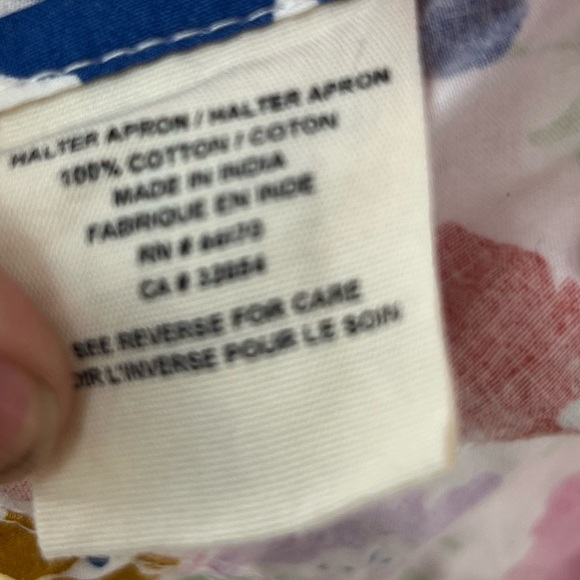 HALTER APRON / HALTER APRON
100% COTTON / COTON
MADE IN INDIA
FABRIQUE EN INDE
RN #
CA #
SEE REVERSE FOR CARE
L'INVERSE POUR LE SOIN